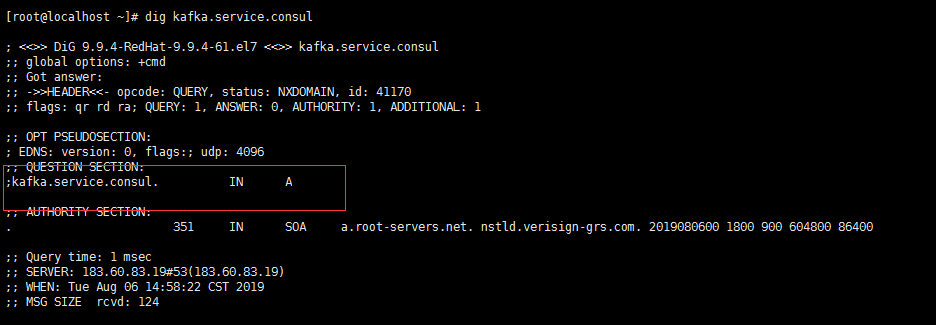 [root@localhost ~]# dig kafka.service.consul
; <<>> DiG 9.9.4-RedHat-9.9.4-61.el7 <<>> kafka.service.consul
;; global options: +cmd
;; Got answer:
;; ->>HEADER<<- opcode: QUERY, status: NXDOMAIN, id: 41170
;; flags: qr rd ra; QUERY: 1, ANSWER: 0, AUTHORITY: 1, ADDITIONAL: 1
;; OPT PSEUDOSECTION:
; EDNS: version: 0, flags:; udp: 4096
;; QUESTION SECTION:
;kafka.service.consul. IN A
;; AUTHORITY SECTION:
. 351 IN SOA a.root-servers.net. nstld.verisign-grs.com. 2019080600 1800 900 604800 86400
;; Query time: 1 msec
;; SERVER: 183.60.83.19#53(183.60.83.19)
;; WHEN: Tue Aug 06 14:58:22 CST 2019
;; MSG SIZE rcvd: 124